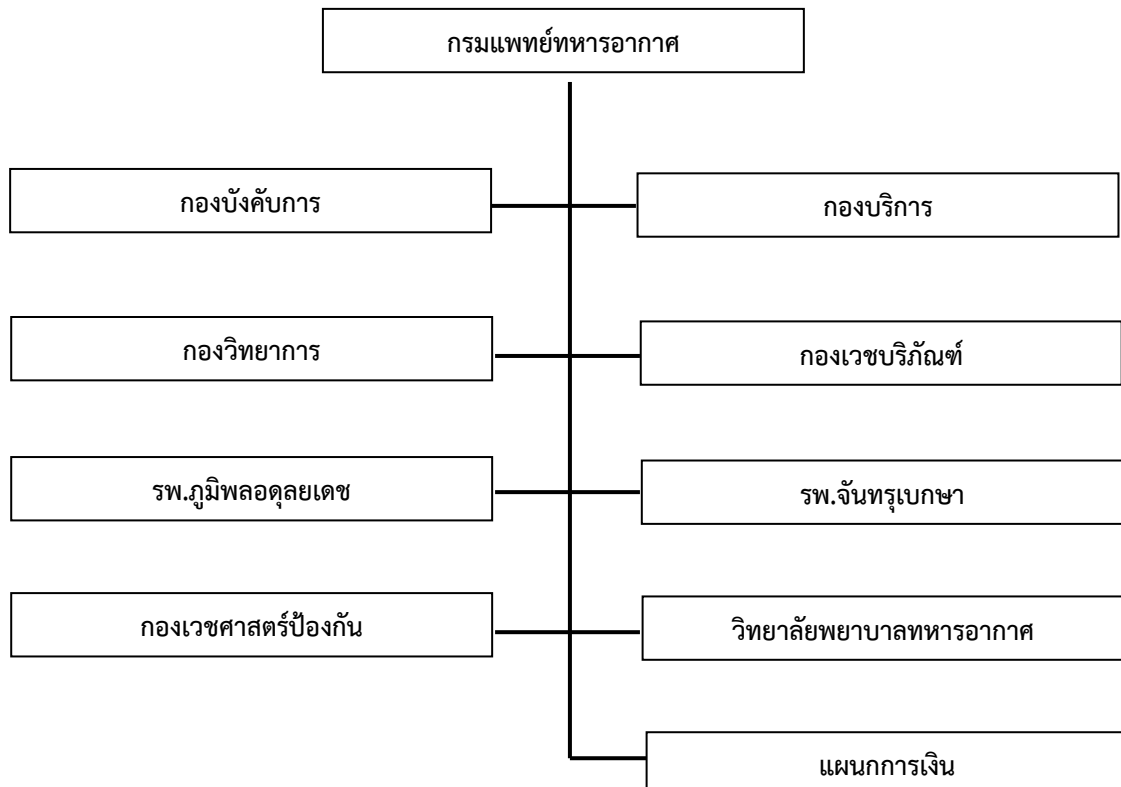 กรมแพทย์ทหารอากาศ
กองบังคับการ
กองบริการ
กองวิทยาการ
กองเวชบริภัณฑ์
รพ.ภูมิพลอดุลยเดช
รพ.จันทรุเบกษา
กองเวชศาสตร์ป้องกัน
วิทยาลัยพยาบาลทหารอากาศ
แผนกการเงิน